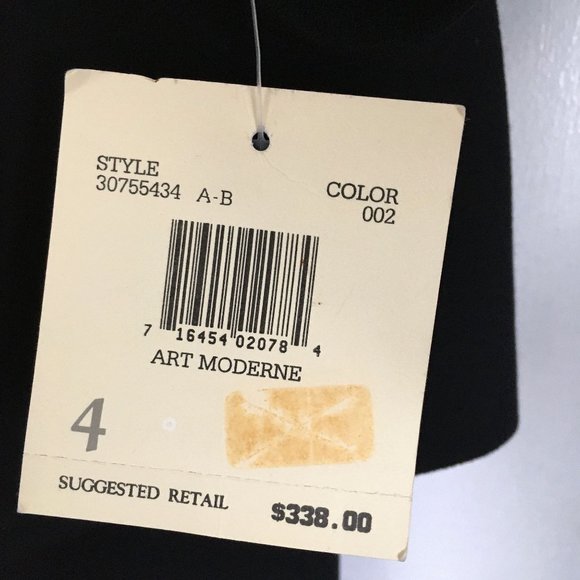 STYLE
30755434 A-B
COLOR
002
7 16454 02078 4
ART MODERNE
4
SUGGESTED RETAIL $338.00